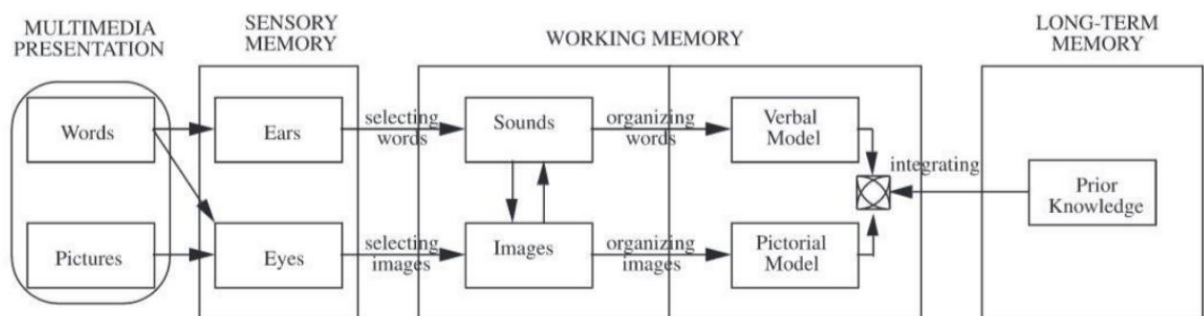 MULTIMEDIA
PRESENTATION
SENSORY
MEMORY
WORKING MEMORY
LONG-TERM
MEMORY
Words
Ears
selecting
words
Sounds
organizing
words
Verbal
Model
integrating
Prior
Knowledge
Pictures
Eyes
selecting
images
Images
organizing
images
Pictorial
Model